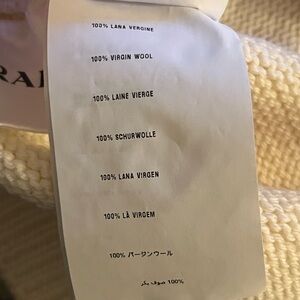 RA
100% LANA VERGINE
100% VIRGIN WOOL
100% LAINE VIERGE
100% SCHURWOLLE
100% LANA VIRGEN
100% LÃ VIRGEM
100% バージンウール
100% صوف بكر